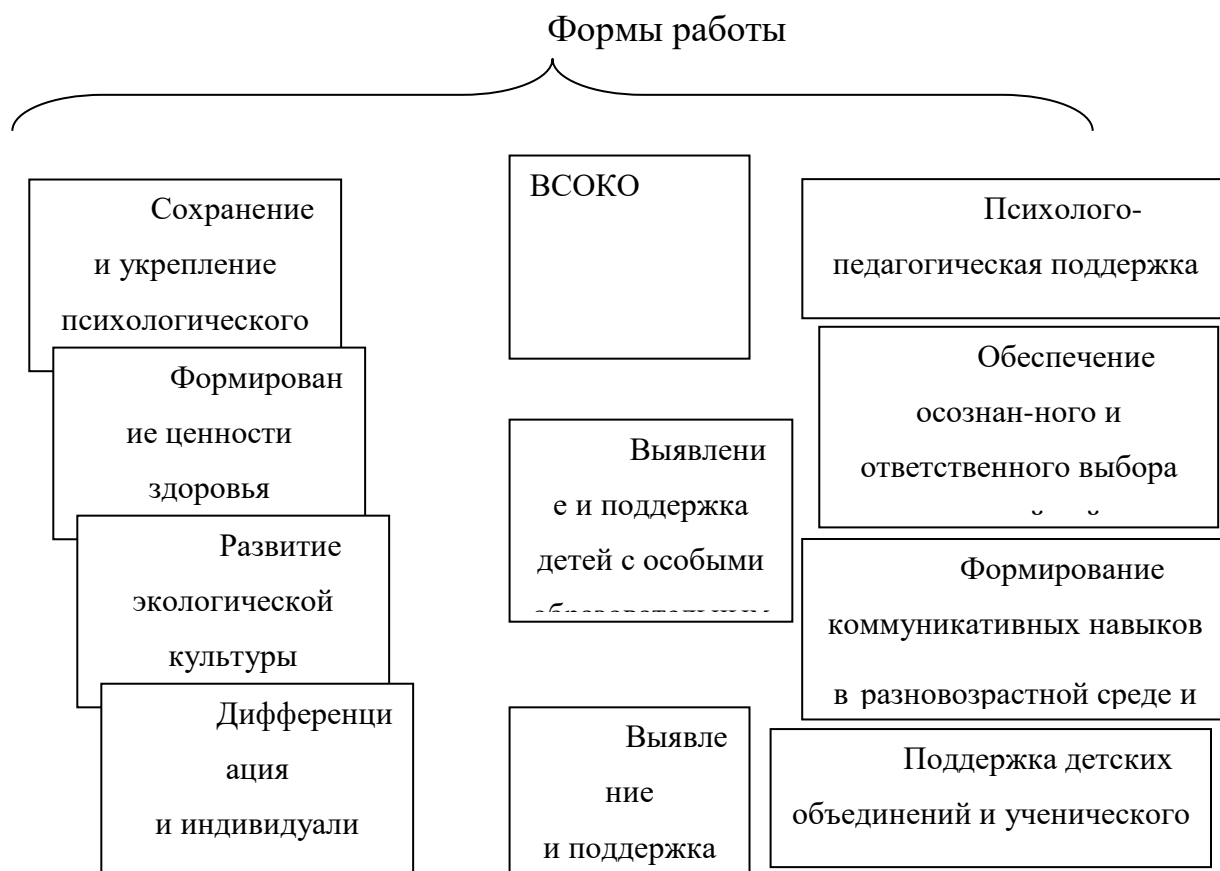 Формы работы
Сохранение
и укрепление
психологического
Формирован
ие ценности
здоровья
Развитие
экологической
культуры
Дифференци
ация
и индивидуали
ВСОКО
Выявлени
е и поддержка
детей с особыми
Выявле
ние
и поддержка
Психолого-
педагогическая поддержка
Обеспечение
осознан-ного и
ответственного выбора
Формирование
коммуникативных навыков
в разновозрастной среде и
Поддержка детских
объединений и ученического